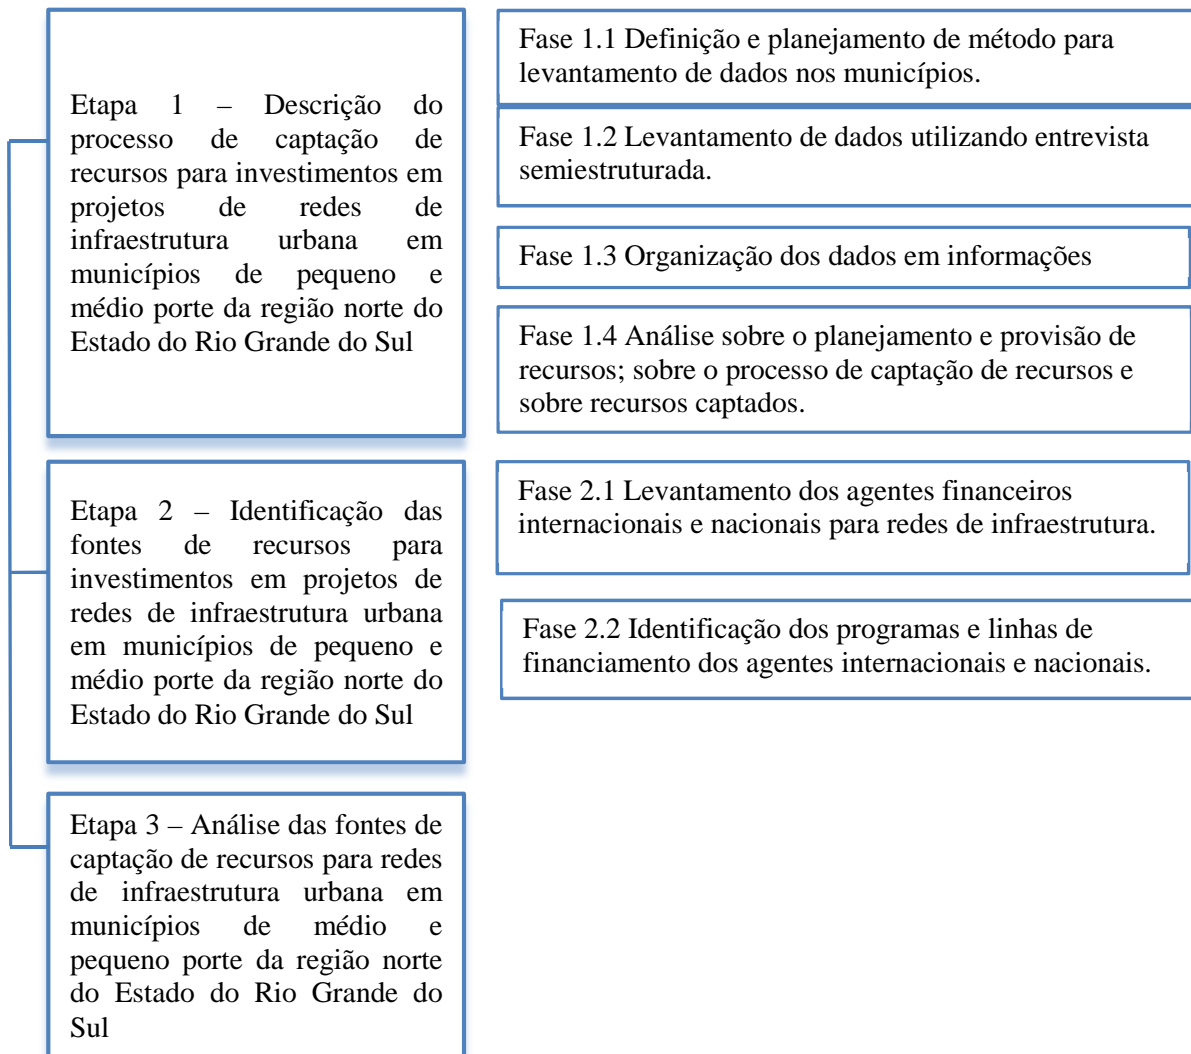 Etapa 1 – Descrição do
processo de captação de
recursos para investimentos em
projetos de redes de
infraestrutura urbana em
municípios de pequeno e
médio porte da região norte do
Estado do Rio Grande do Sul
Fase 1.1 Definição e planejamento de método para
levantamento de dados nos municípios.
Fase 1.2 Levantamento de dados utilizando entrevista
semiestruturada.
Fase 1.3 Organização dos dados em informações
Fase 1.4 Análise sobre o planejamento e provisão de
recursos; sobre o processo de captação de recursos e
sobre recursos captados.
Etapa 2 – Identificação das
fontes de recursos para
investimentos em projetos de
redes de infraestrutura urbana
em municípios de pequeno e
médio porte da região norte do
Estado do Rio Grande do Sul
Fase 2.1 Levantamento dos agentes financeiros
internacionais e nacionais para redes de infraestrutura.
Fase 2.2 Identificação dos programas e linhas de
financiamento dos agentes internacionais e nacionais.
Etapa 3 – Análise das fontes de
captação de recursos para redes
de infraestrutura urbana em
municípios de médio e
pequeno porte da região norte
do Estado do Rio Grande do
Sul